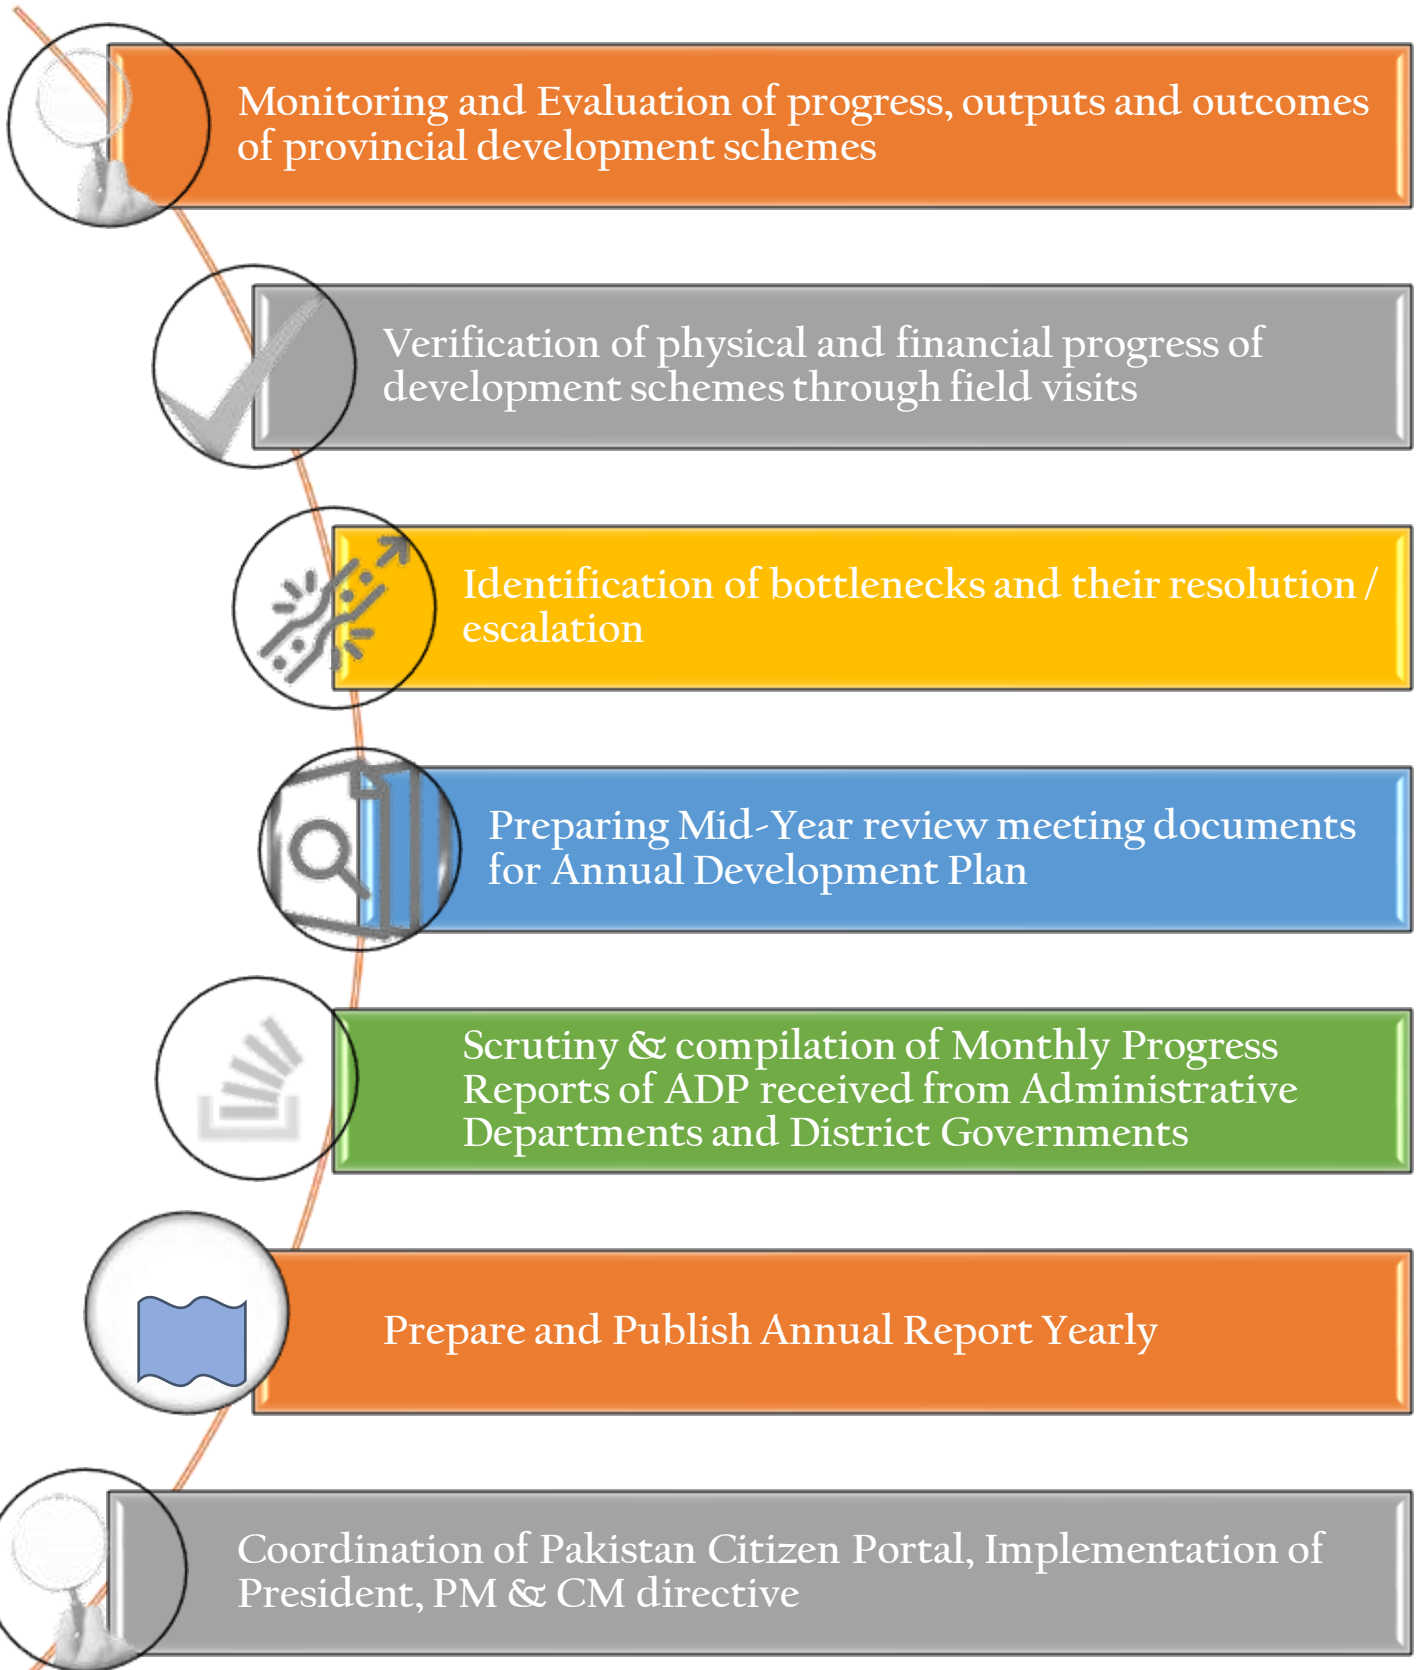 Monitoring and Evaluation of progress, outputs and outcomes
of provincial development schemes
Verification of physical and financial progress of
development schemes through field visits
Identification of bottlenecks and their resolution /
escalation
Preparing Mid-Year review meeting documents
for Annual Development Plan
Scrutiny & compilation of Monthly Progress
Reports of ADP received from Administrative
Departments and District Governments
Prepare and Publish Annual Report Yearly
Coordination of Pakistan Citizen Portal, Implementation of
President, PM & CM directive